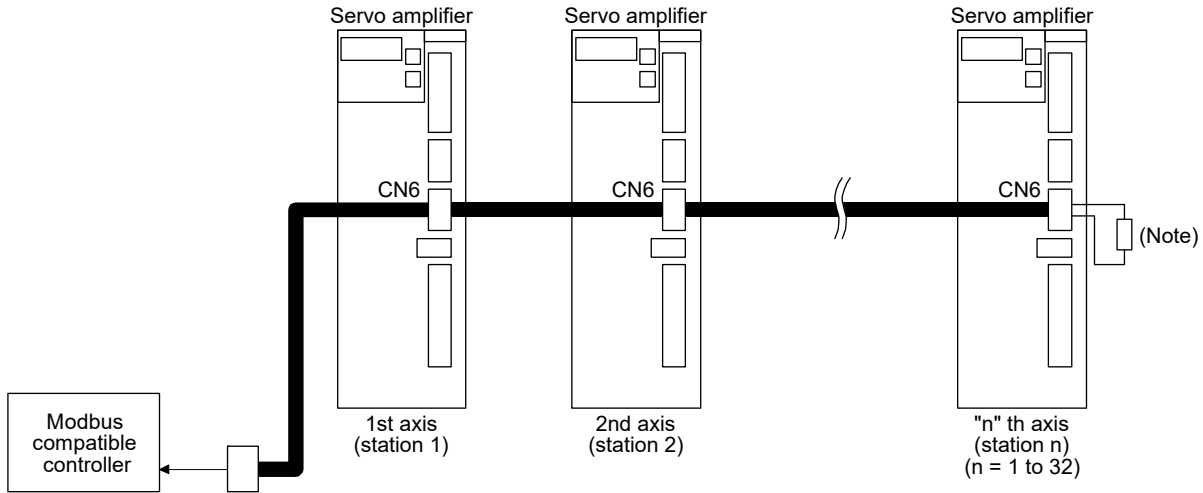 Servo amplifier
Servo amplifier
Servo amplifier
CN6
CN6
CN6
(Note)
1st axis
(station 1)
2nd axis
(station 2)
"n" th axis
(station n)
(n = 1 to 32)
Modbus
compatible
controller